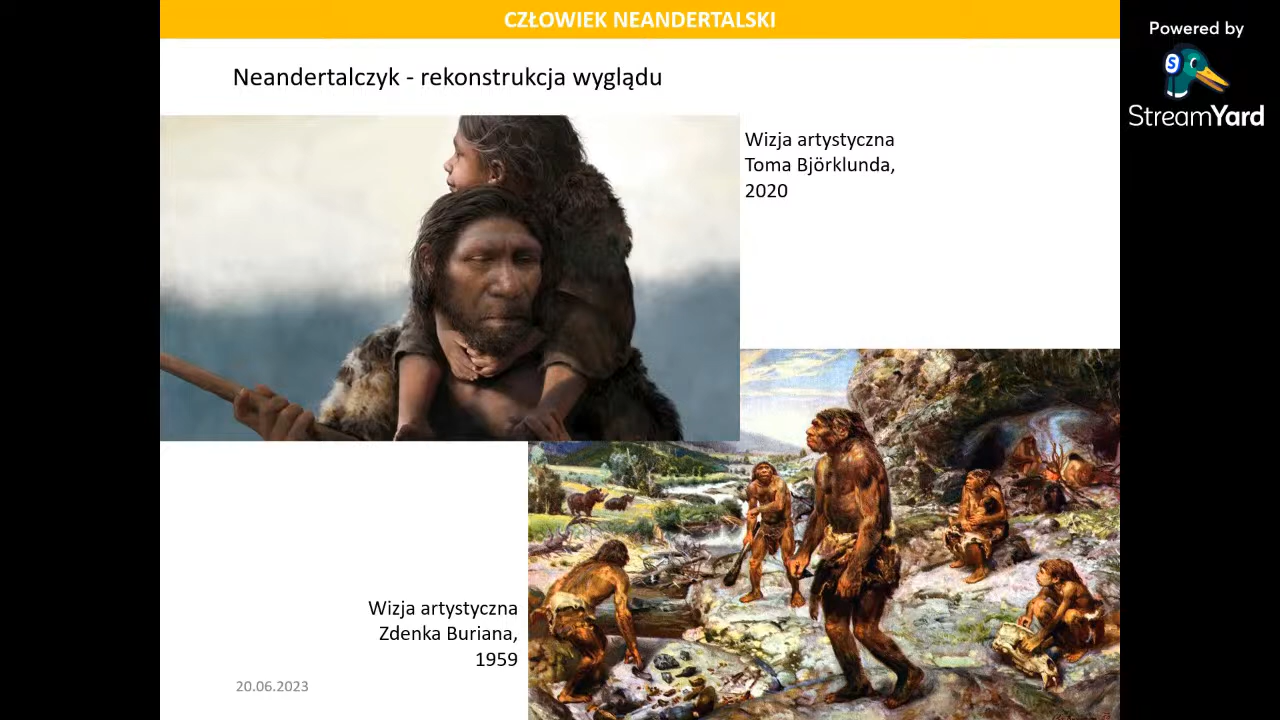 CZŁOWIEK NEANDERTALSKI
Powered by
StreamYard
Neandertalczyk - rekonstrukcja wyglądu
Wizja artystyczna
Toma Björklunda,
2020
Wizja artystyczna
Zdenka Buriana,
1959
20.06.2023